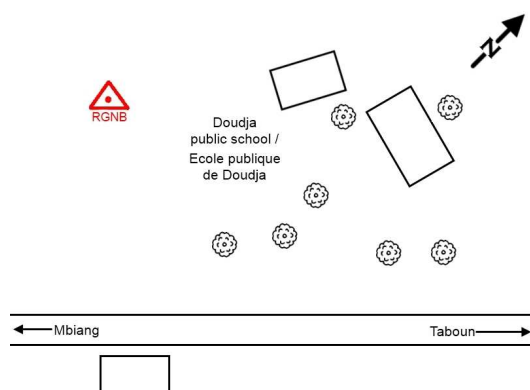 N
RGNB
Doudja
public school /
Ecole publique
de Doudja
Mbiang
Taboun